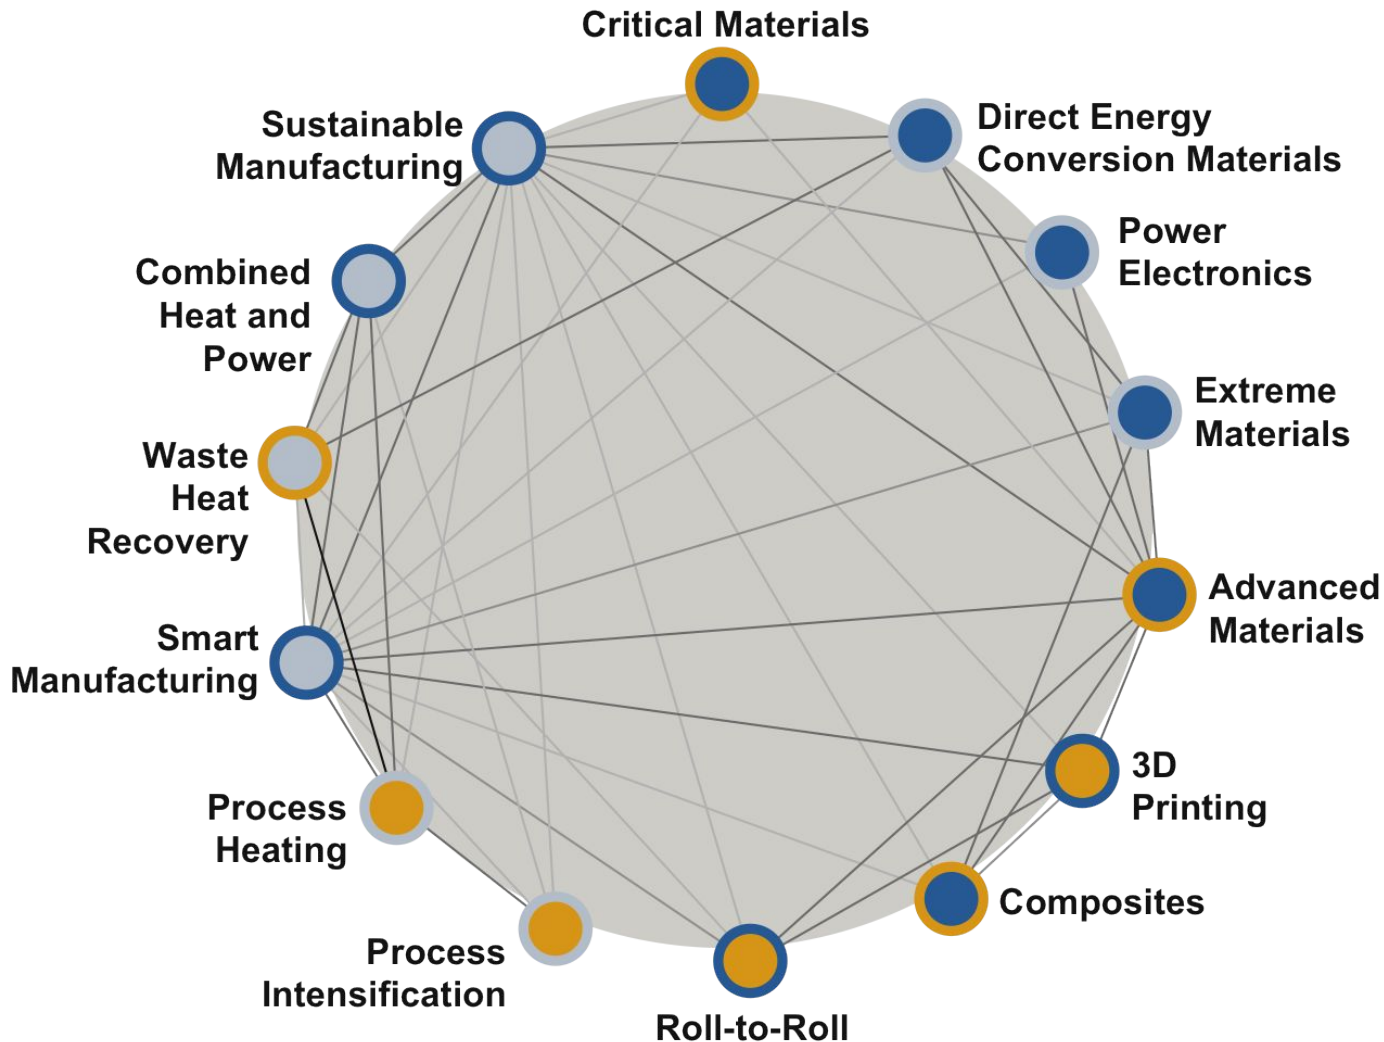 Critical Materials
Direct Energy
Conversion Materials
Power
Electronics
Extreme
Materials
Advanced
Materials
3D
Printing
Composites
Roll-to-Roll
Process
Intensification
Process
Heating
Smart
Manufacturing
Waste
Heat
Recovery
Combined
Heat and
Power
Sustainable
Manufacturing